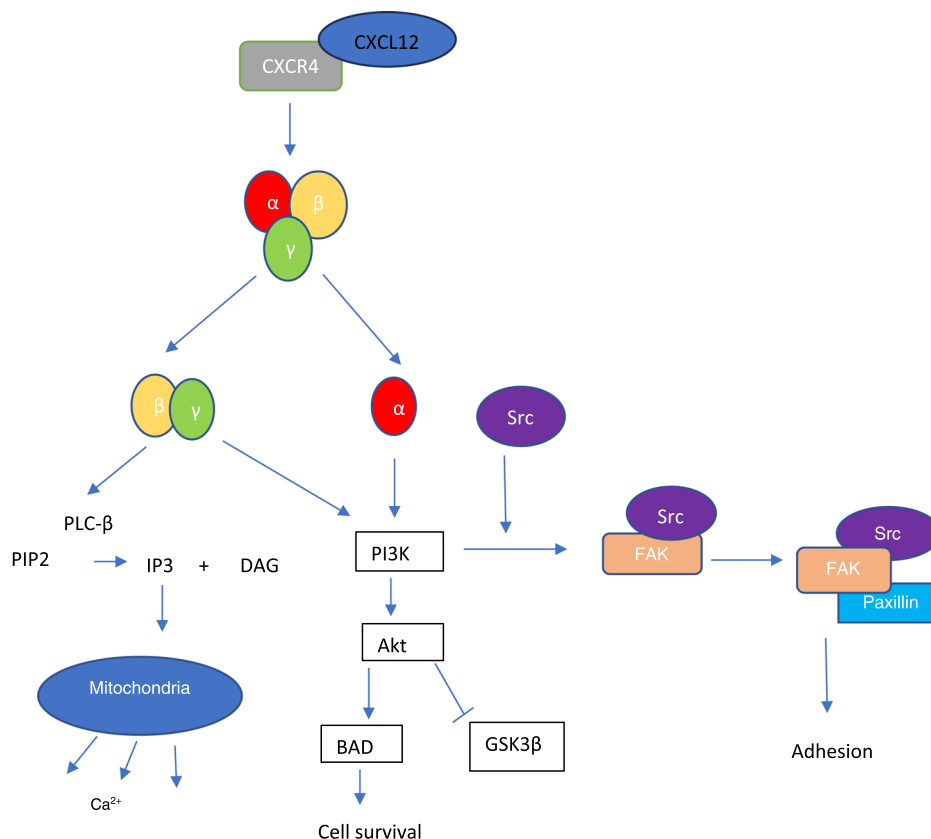 CXCL12
CXCR4
α
β
γ
β
γ
α
Src
PLC-β
PIP2
IP3 + DAG
PI3K
Src
FAK
Src
FAK
Paxillin
Akt
Mitochondria
BAD
GSK3β
Adhesion
Ca²⁺
Cell survival